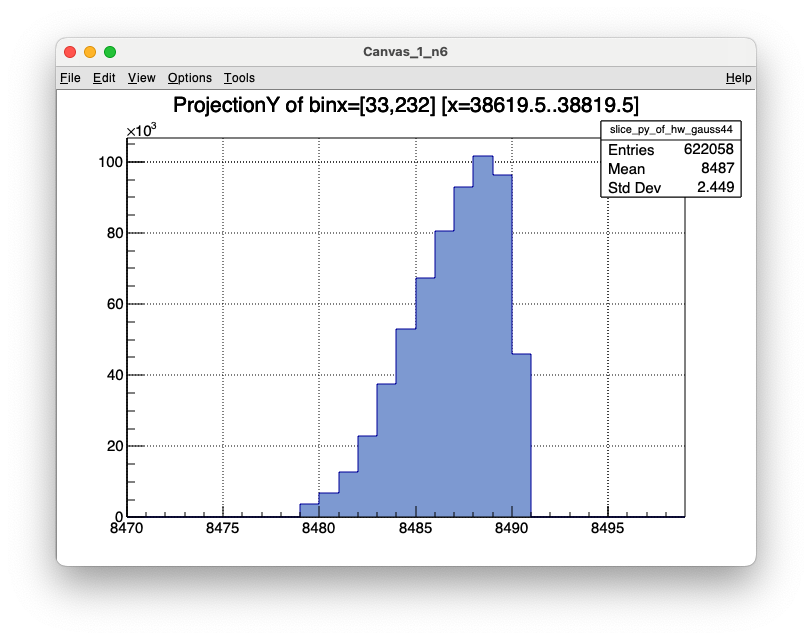 Canvas_1_n6
File Edit View Options Tools Help
ProjectionY of binx=[33,232] [x=38619.5..38819.5]
×10³
slice_py_of_hw_gauss44
Entries 622058
Mean 8487
Std Dev 2.449
100
80
60
40
20
0
8470 8475 8480 8485 8490 8495